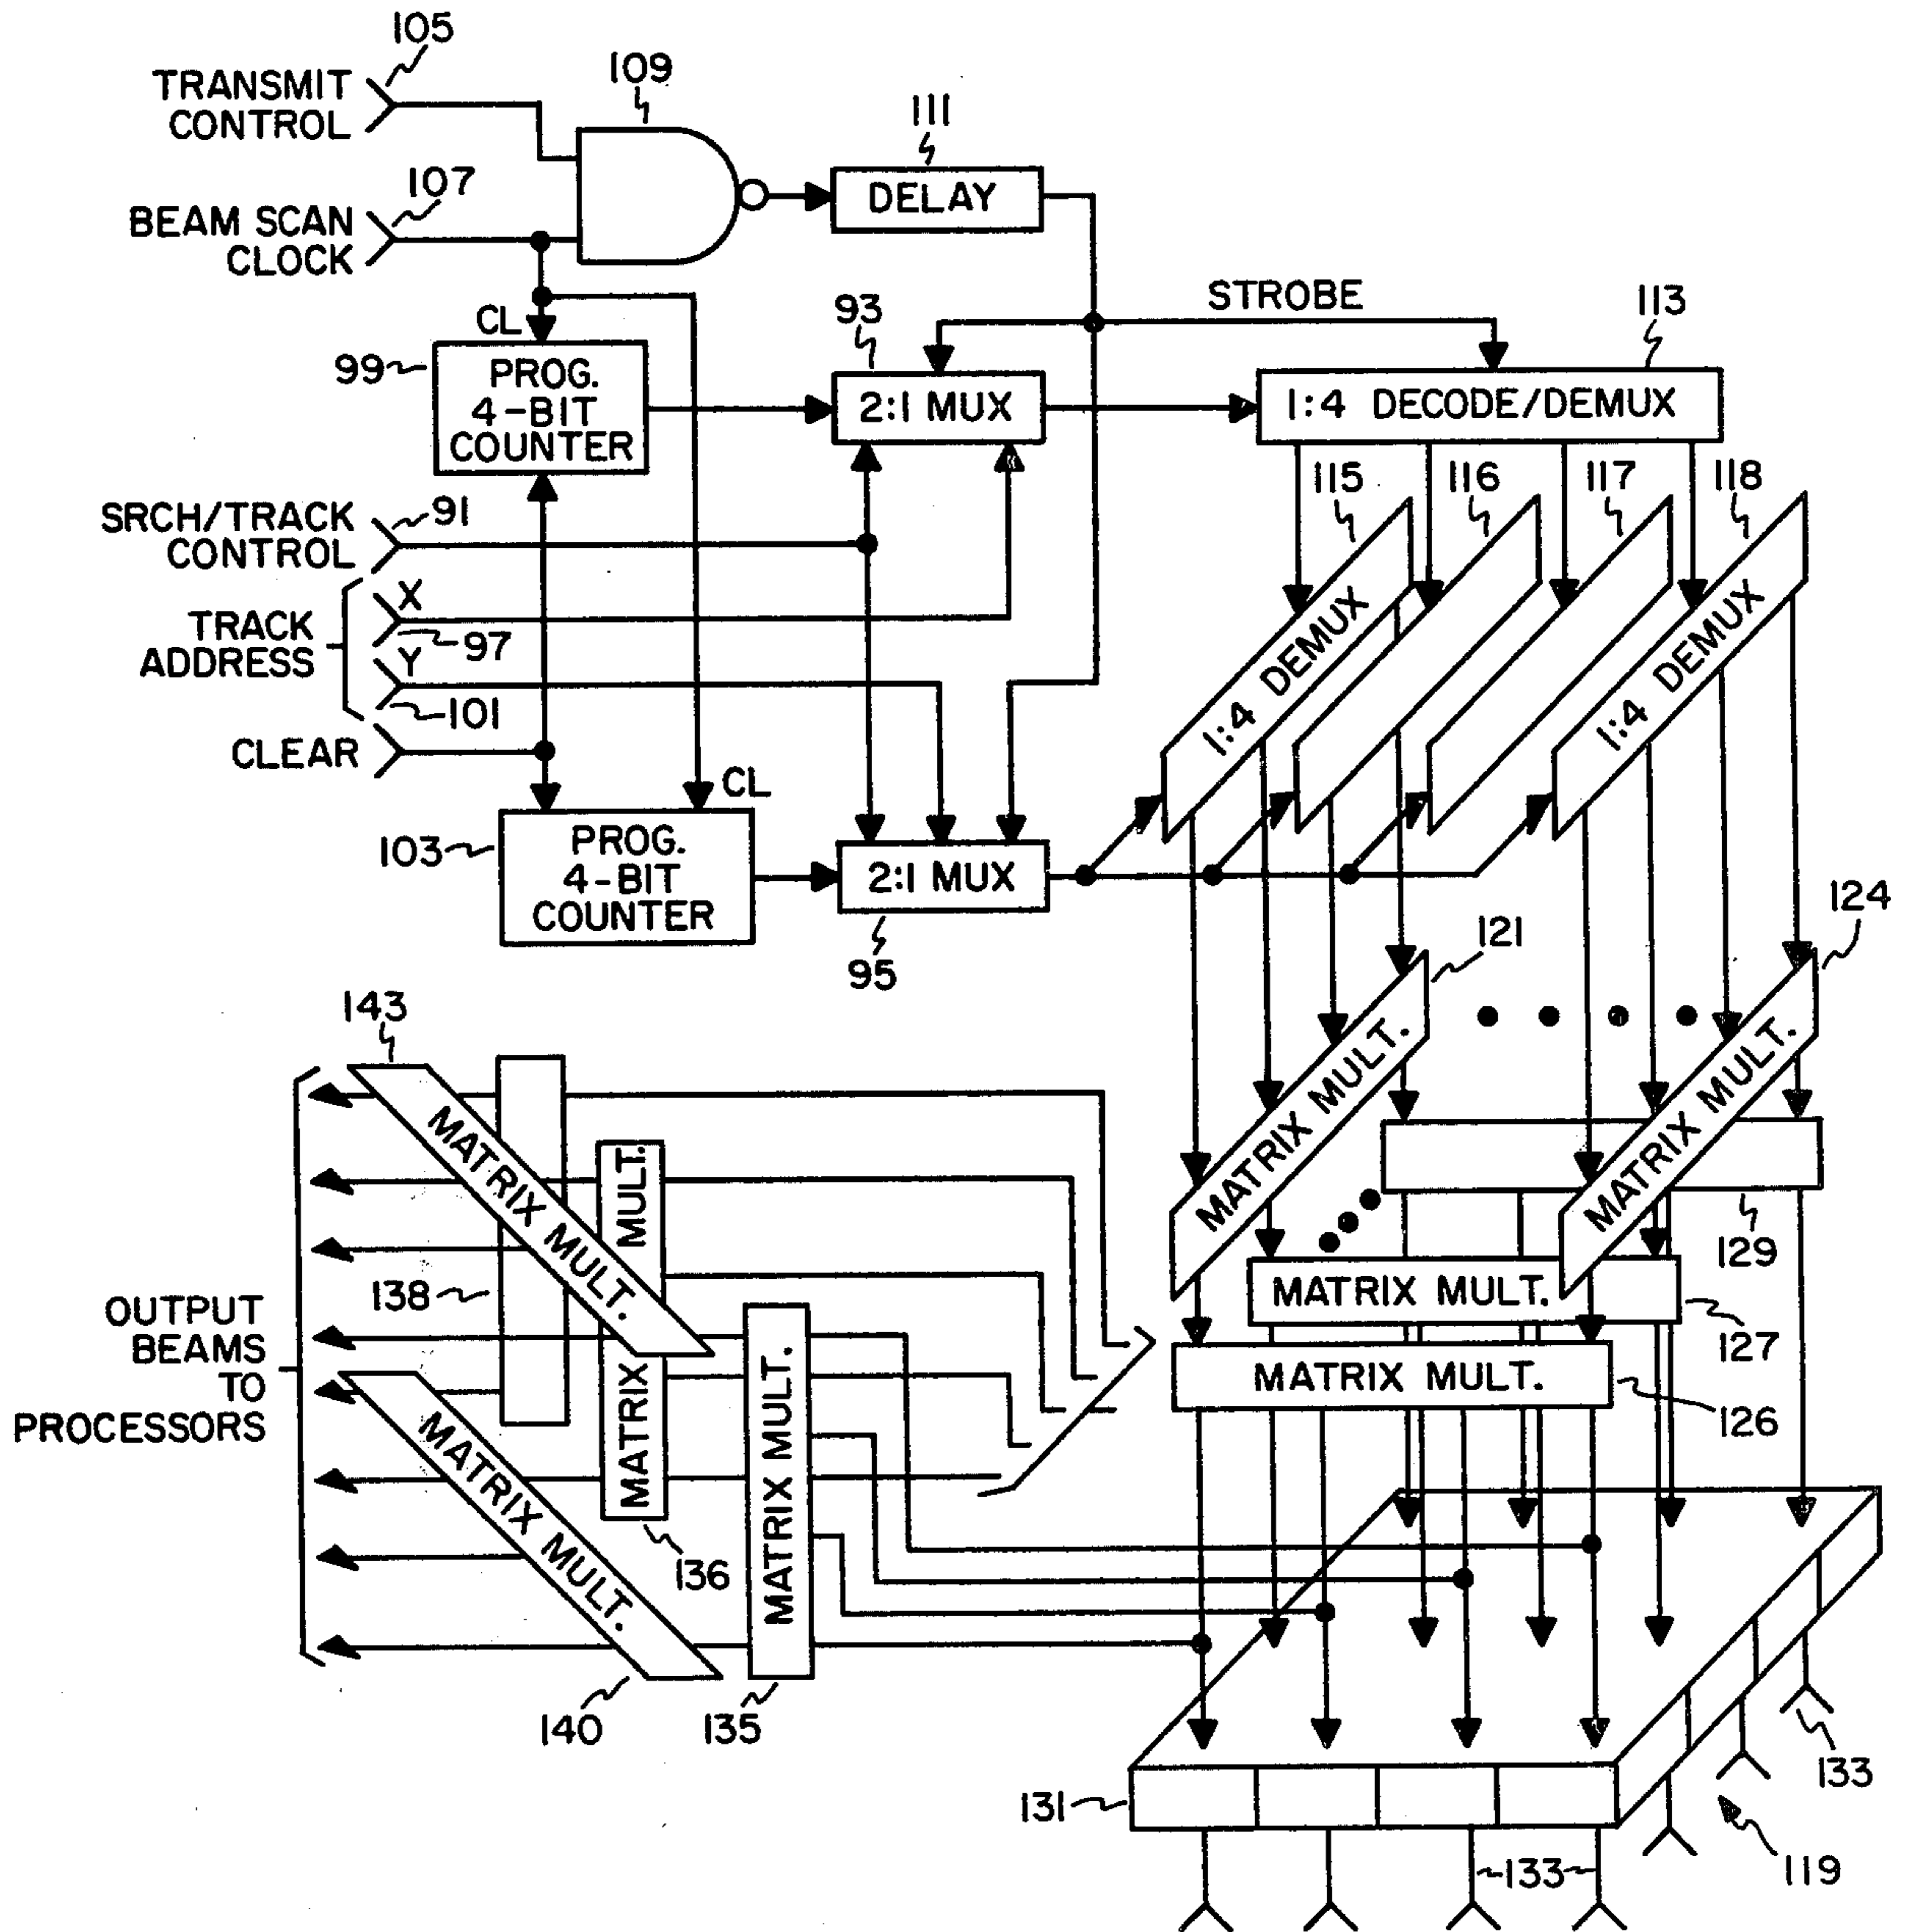 105
TRANSMIT
CONTROL
109
111
DELAY
107
BEAM SCAN
CLOCK
CL
STROBE
93
113
99
PROG.
4-BIT
COUNTER
2:1 MUX
1:4 DECODE/DEMUX
115
116
117
118
SRCH/TRACK
CONTROL
91
TRACK
ADDRESS
X
97
Y
101
CLEAR
1:4 DEMUX
1:4 DEMUX
CL
103
PROG.
4-BIT
COUNTER
2:1 MUX
95
121
124
MATRIX MULT.
MATRIX MULT.
129
MATRIX MULT.
127
MATRIX MULT.
126
143
MATRIX MULT.
138
MATRIX MULT.
136
MATRIX MULT.
135
MATRIX MULT.
140
OUTPUT
BEAMS
TO
PROCESSORS
131
133
133
119